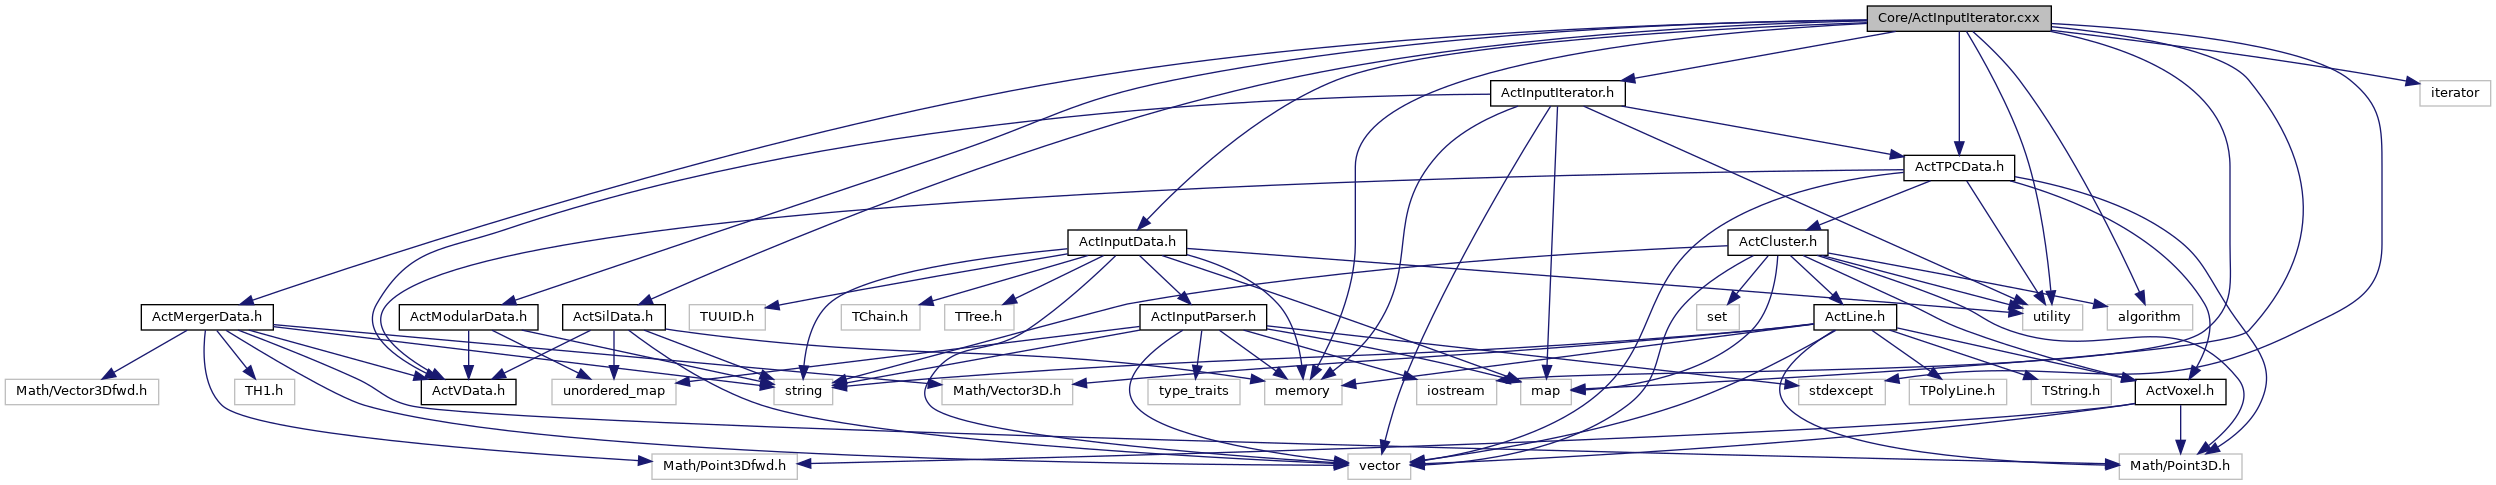 Core/ActInputIterator.cxx
ActInputIterator.h
iterator
ActTPCData.h
ActInputData.h
ActCluster.h
ActMergerData.h
ActModularData.h
ActSilData.h
TUUID.h
TChain.h
TTree.h
ActInputParser.h
set
ActLine.h
utility
algorithm
Math/Vector3Dfwd.h
TH1.h
ActVData.h
unordered_map
string
Math/Vector3D.h
type_traits
memory
iostream
map
stdexcept
TPolyLine.h
TString.h
ActVoxel.h
Math/Point3Dfwd.h
vector
Math/Point3D.h